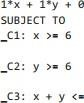 1*x + 1*y + 0
SUBJECT TO
_C1: x >= 6
_C2: y >= 6
_C3: x + y <=